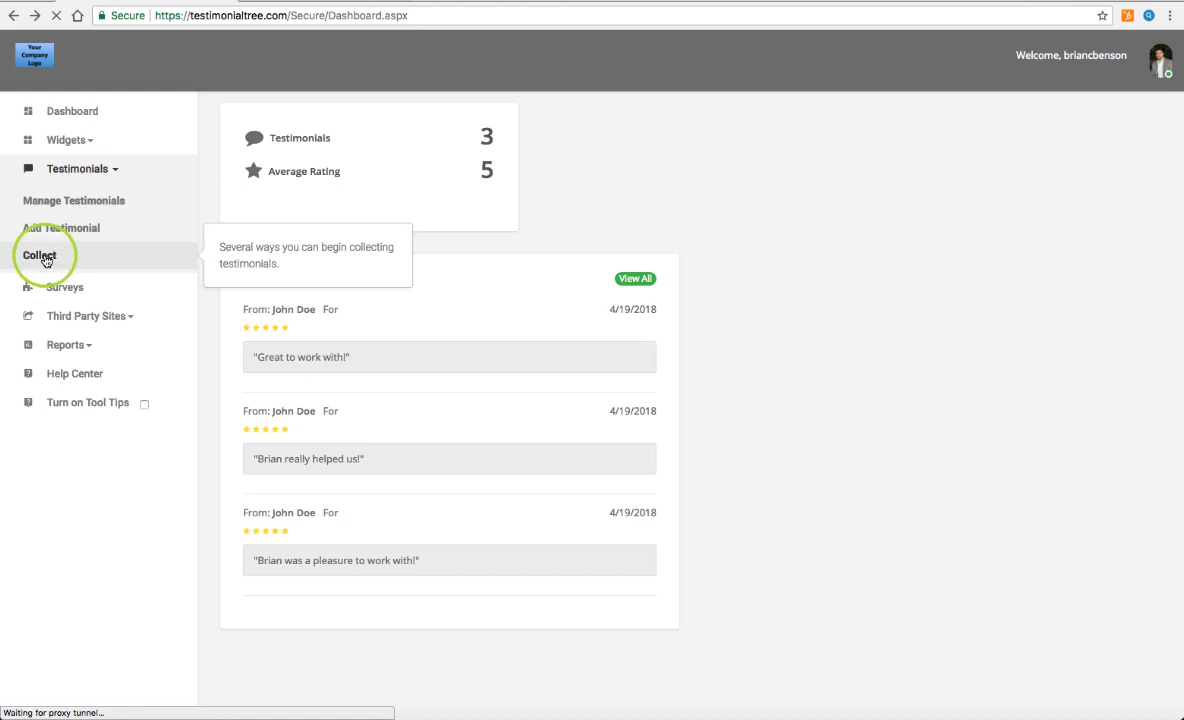 Secure | https://testimonialtree.com/Secure/Dashboard.aspx
Your
Company
Logo
Welcome, briancbenson
Dashboard
Widgets
Testimonials
Manage Testimonials
Add Testimonial
Collect
Surveys
Third Party Sites
Reports
Help Center
Turn on Tool Tips
Testimonials 3
Average Rating 5
Several ways you can begin collecting
testimonials.
View All
From: John Doe For 4/19/2018
"Great to work with!"
From: John Doe For 4/19/2018
"Brian really helped us!"
From: John Doe For 4/19/2018
"Brian was a pleasure to work with!"
Waiting for proxy tunnel...